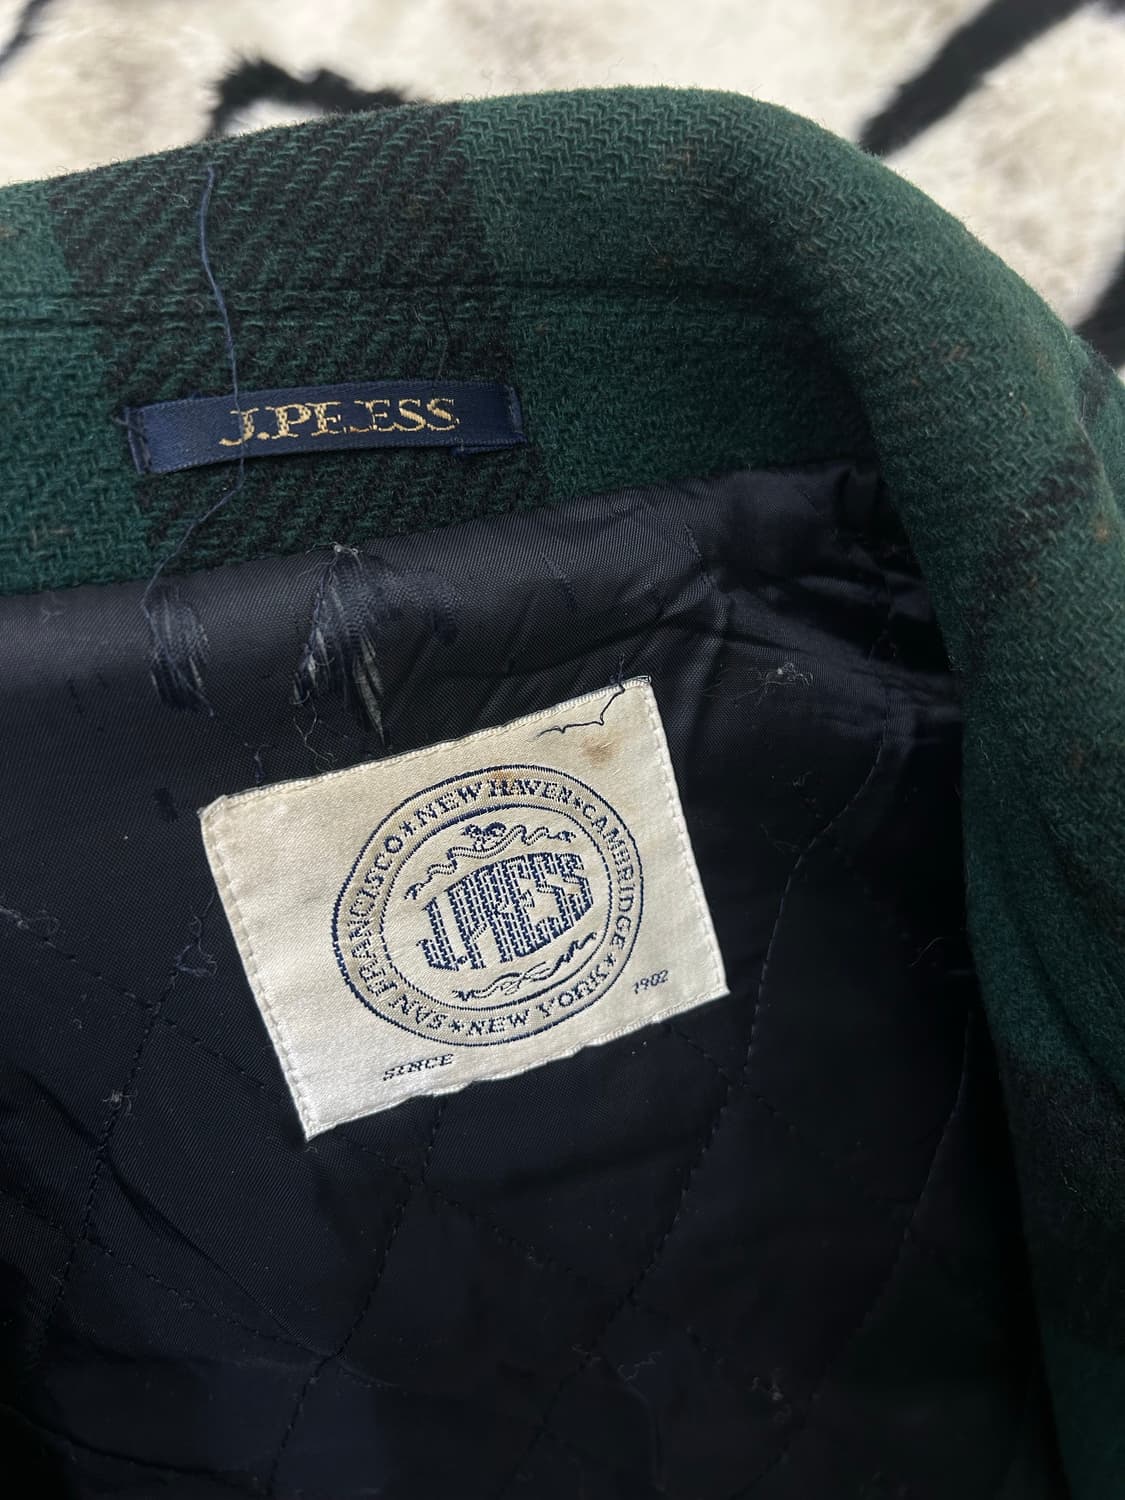 J.PRESS
NEW HAVEN★CAMBRIDGE★NEW YORK★SAN FRANCISCO★
J.PRESS
SINCE 1902